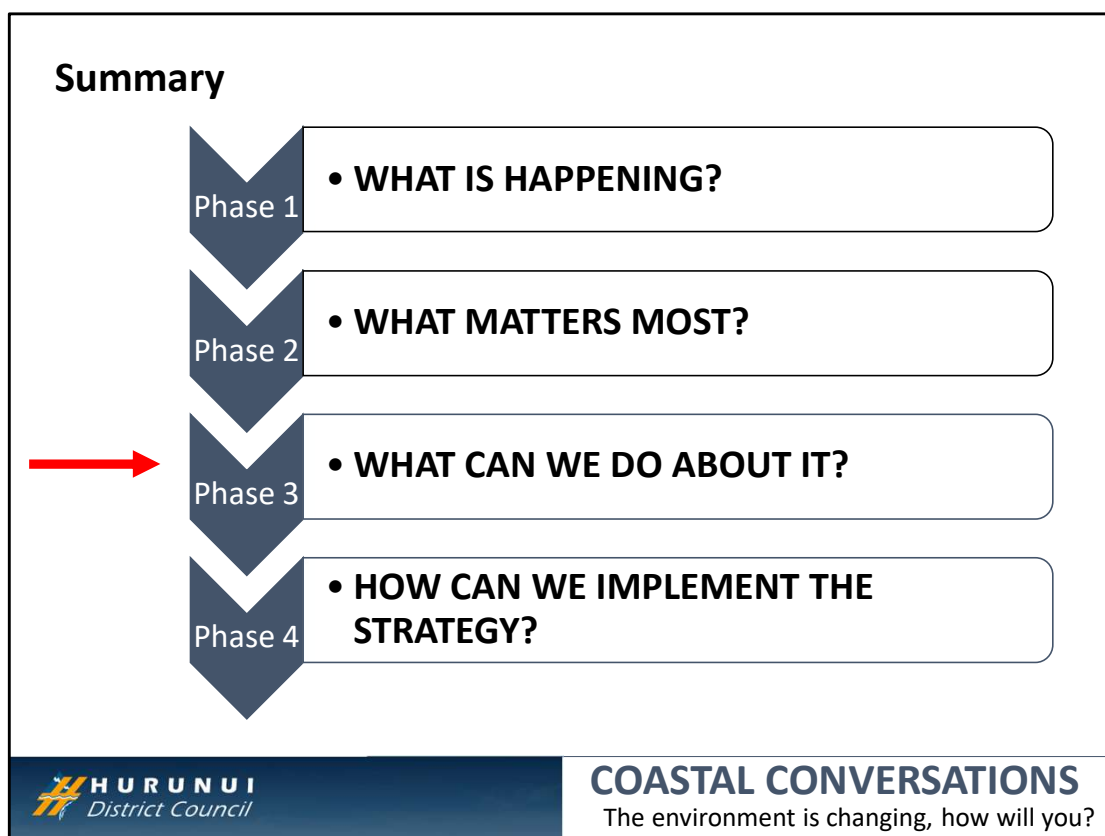 Summary
Phase 1
• WHAT IS HAPPENING?
Phase 2
• WHAT MATTERS MOST?
Phase 3
• WHAT CAN WE DO ABOUT IT?
Phase 4
• HOW CAN WE IMPLEMENT THE
STRATEGY?
HURUNUI
District Council
COASTAL CONVERSATIONS
The environment is changing, how will you?